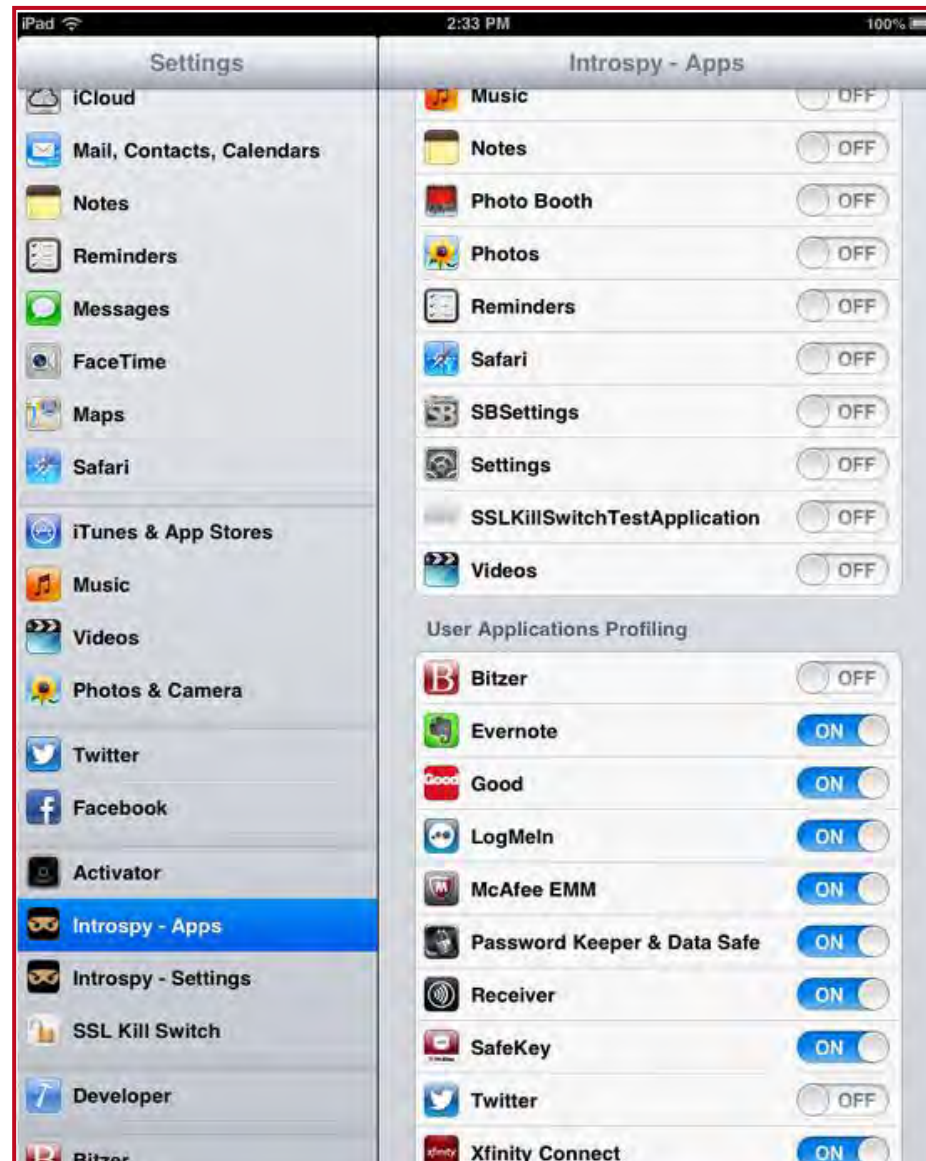 iPad 2:33 PM 100%
Settings
Introspy - Apps
iCloud
Mail, Contacts, Calendars
Notes
Reminders
Messages
FaceTime
Maps
Safari
iTunes & App Stores
Music
Videos
Photos & Camera
Twitter
Facebook
Activator
Introspy - Apps
Introspy - Settings
SSL Kill Switch
Developer
Bitzer
Music OFF
Notes OFF
Photo Booth OFF
Photos OFF
Reminders OFF
Safari OFF
SB SBSettings OFF
Settings OFF
SSLKillSwitchTestApplication OFF
Videos OFF
User Applications Profiling
B Bitzer OFF
Evernote ON
Good Good ON
LogMeIn ON
McAfee EMM ON
Password Keeper & Data Safe ON
Receiver ON
SafeKey ON
Twitter OFF
xfinity Xfinity Connect ON